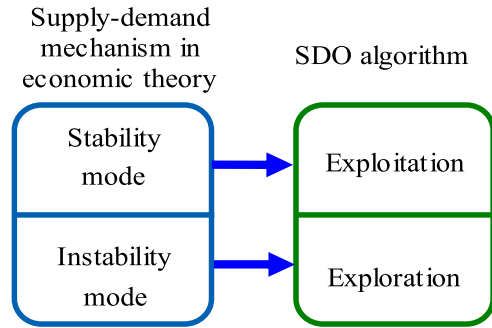 Supply-demand
mechanism in
economic theory
SDO algorithm
Stability
mode
Exploitation
Instability
mode
Exploration